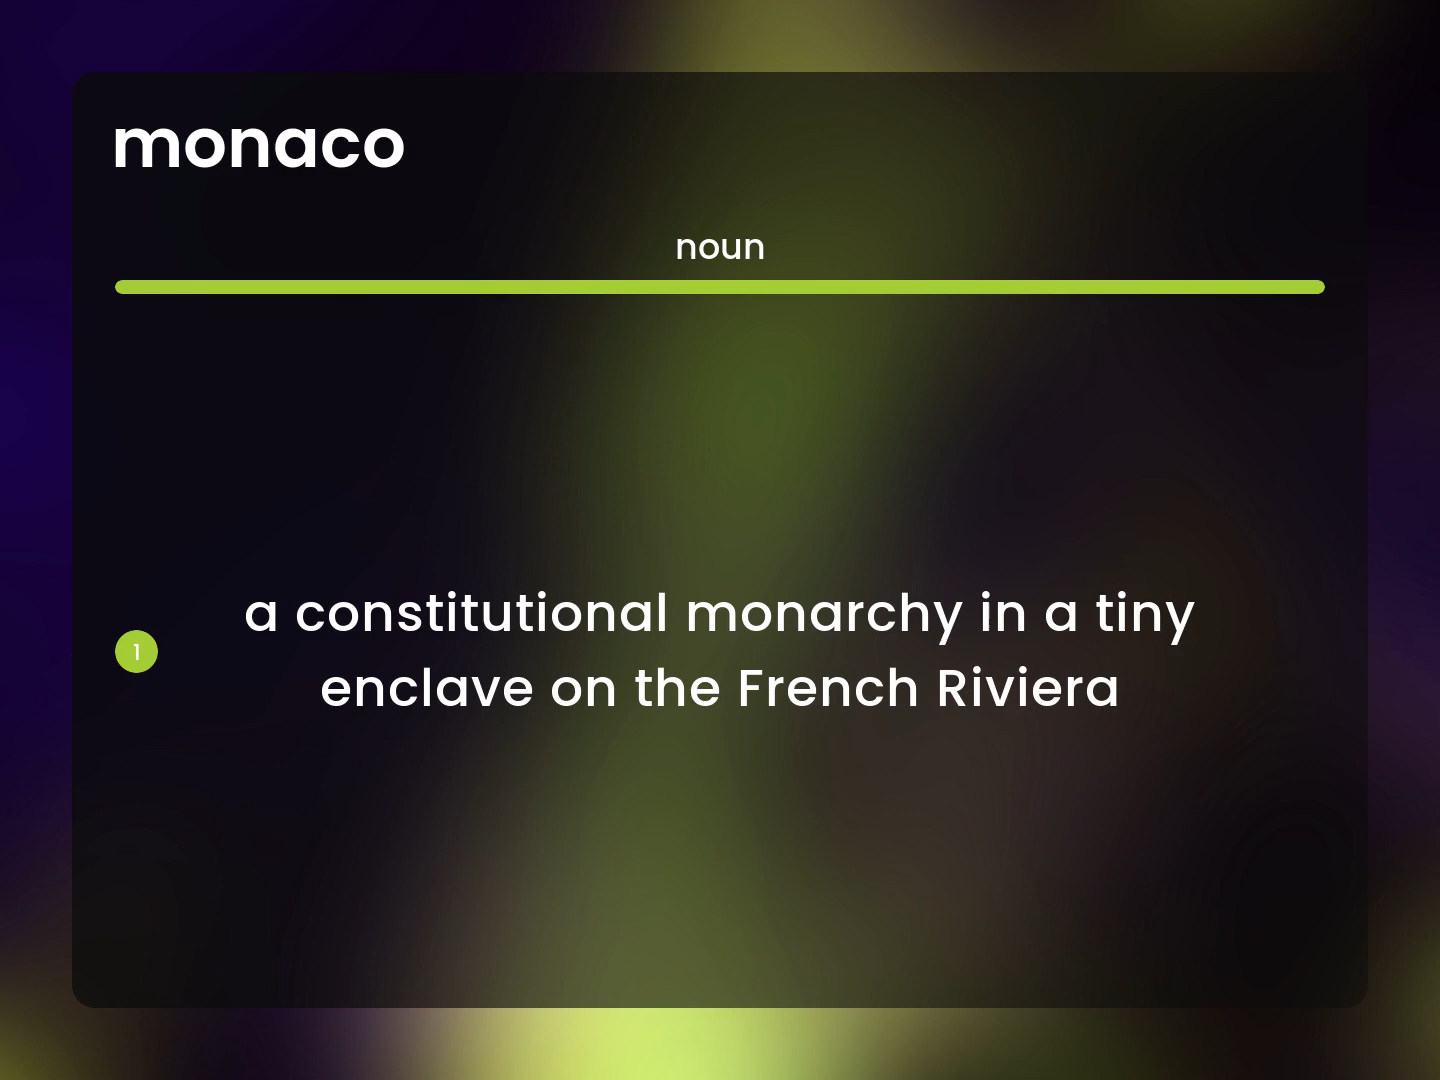 monaco
noun
1
a constitutional monarchy in a tiny
enclave on the French Riviera